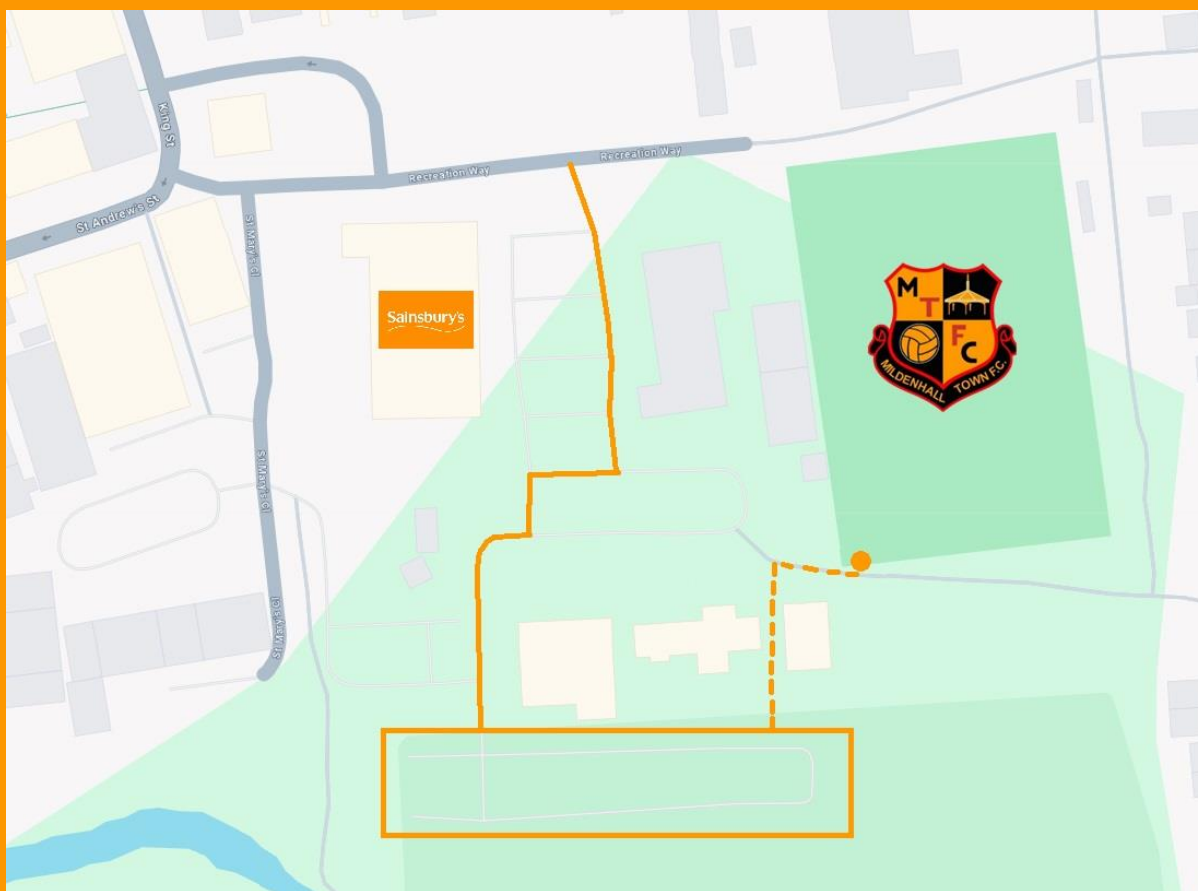 King St
Recreation Way
Recreation Way
St Andrew's St
St Mary's Cl
Sainsbury's
M
T
F
C
MILDENHALL TOWN F.C.
St Mary's Cl
St Mary's Cl